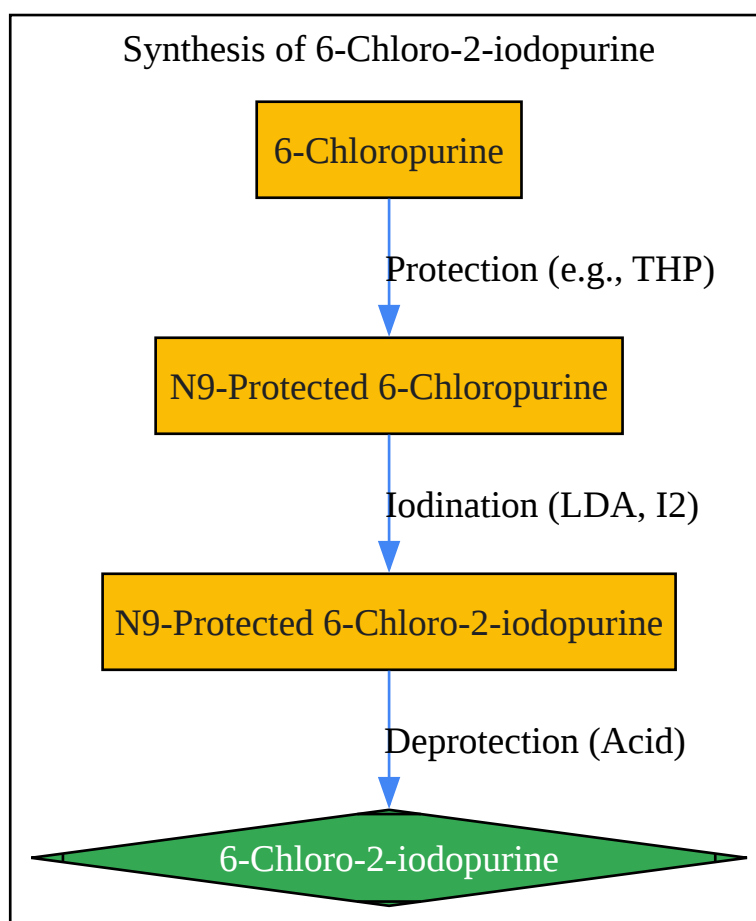 Synthesis of 6-Chloro-2-iodopurine
6-Chloropurine
Protection (e.g., THP)
N9-Protected 6-Chloropurine
Iodination (LDA, I2)
N9-Protected 6-Chloro-2-iodopurine
Deprotection (Acid)
6-Chloro-2-iodopurine